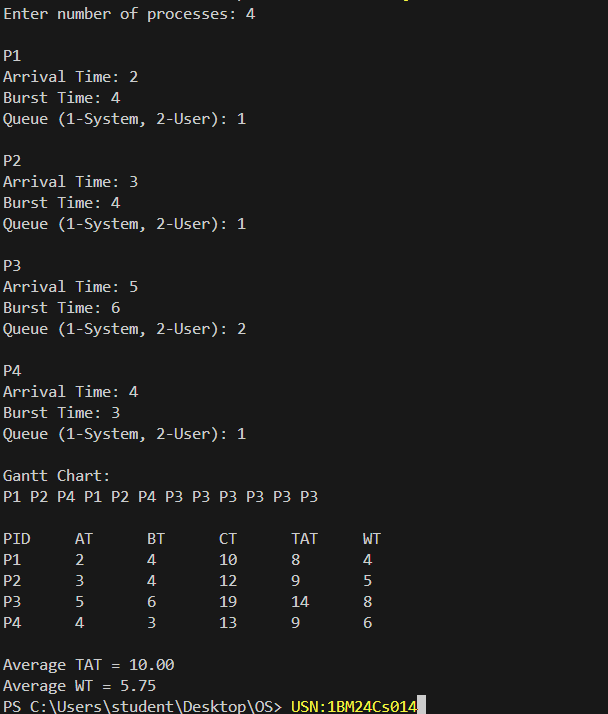 Enter number of processes: 4
P1
Arrival Time: 2
Burst Time: 4
Queue (1-System, 2-User): 1
P2
Arrival Time: 3
Burst Time: 4
Queue (1-System, 2-User): 1
P3
Arrival Time: 5
Burst Time: 6
Queue (1-System, 2-User): 2
P4
Arrival Time: 4
Burst Time: 3
Queue (1-System, 2-User): 1
Gantt Chart:
P1 P2 P4 P1 P2 P4 P3 P3 P3 P3 P3 P3
PID AT BT CT TAT WT
P1 2 4 10 8 4
P2 3 4 12 9 5
P3 5 6 19 14 8
P4 4 3 13 9 6
Average TAT = 10.00
Average WT = 5.75
PS C:\Users\student\Desktop\OS> USN:1BM24Cs014